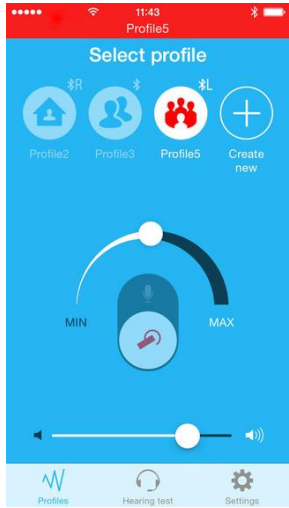 11:43
Profile5
Select profile
R
L
Profile2
Profile3
Profile5
Create
new
MIN
MAX
Profiles
Hearing test
Settings